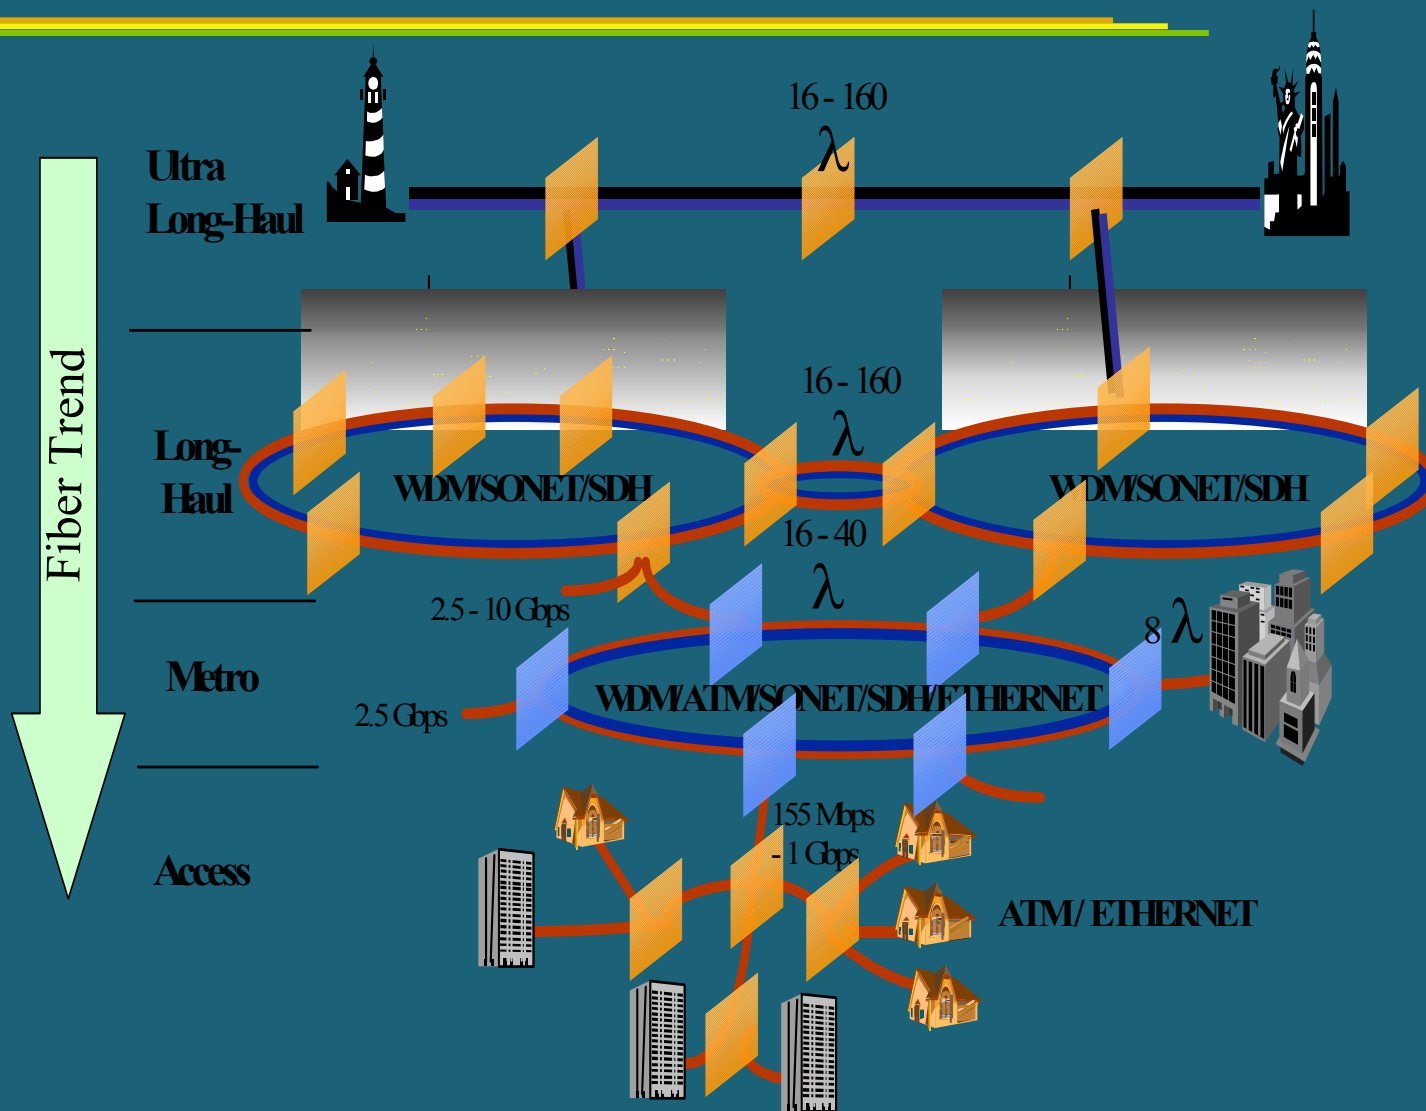 16 - 160
λ
Ultra
Long-Haul
Fiber Trend
16 - 160
λ
Long-
Haul
WDM/SONET/SDH
WDM/SONET/SDH
16 - 40
λ
2.5 - 10 Gbps
8 λ
Metro
WDM/ATM/SONET/SDH/ETHERNET
2.5 Gbps
155 Mbps
- 1 Gbps
Access
ATM / ETHERNET